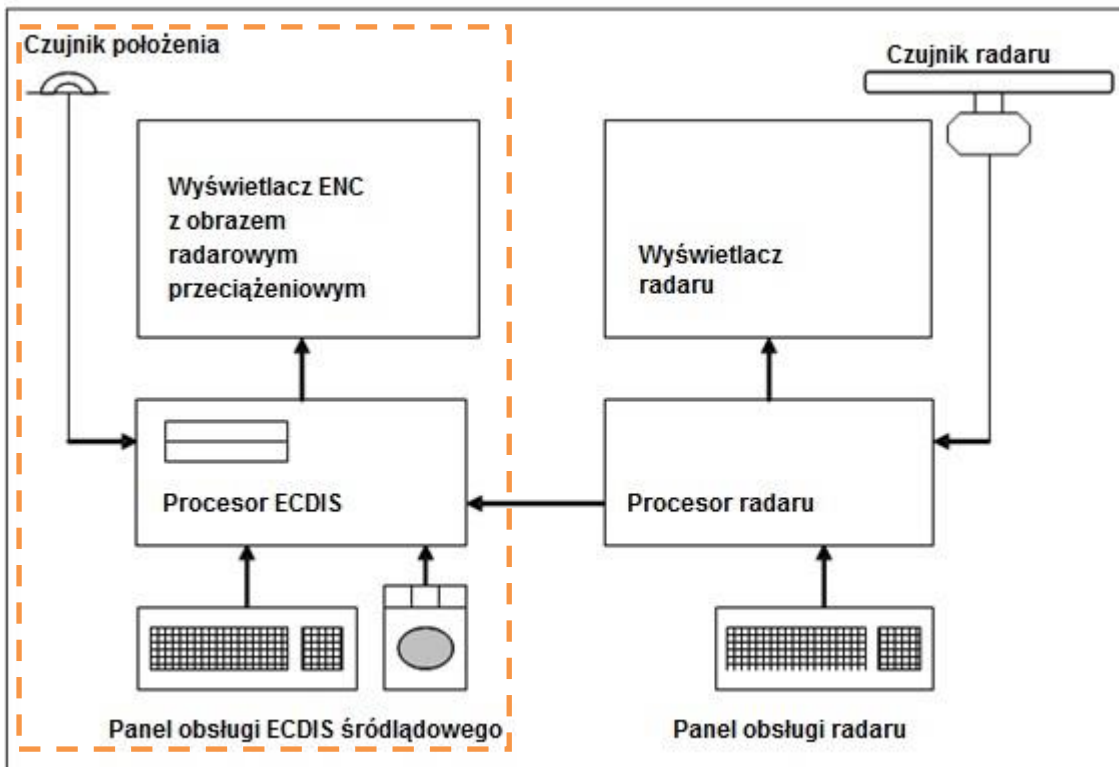 Czujnik położenia
Czujnik radaru
Wyświetlacz ENC
z obrazem
radarowym
przeciążeniowym
Wyświetlacz
radaru
Procesor ECDIS
Procesor radaru
Panel obsługi ECDIS śródlądowego
Panel obsługi radaru